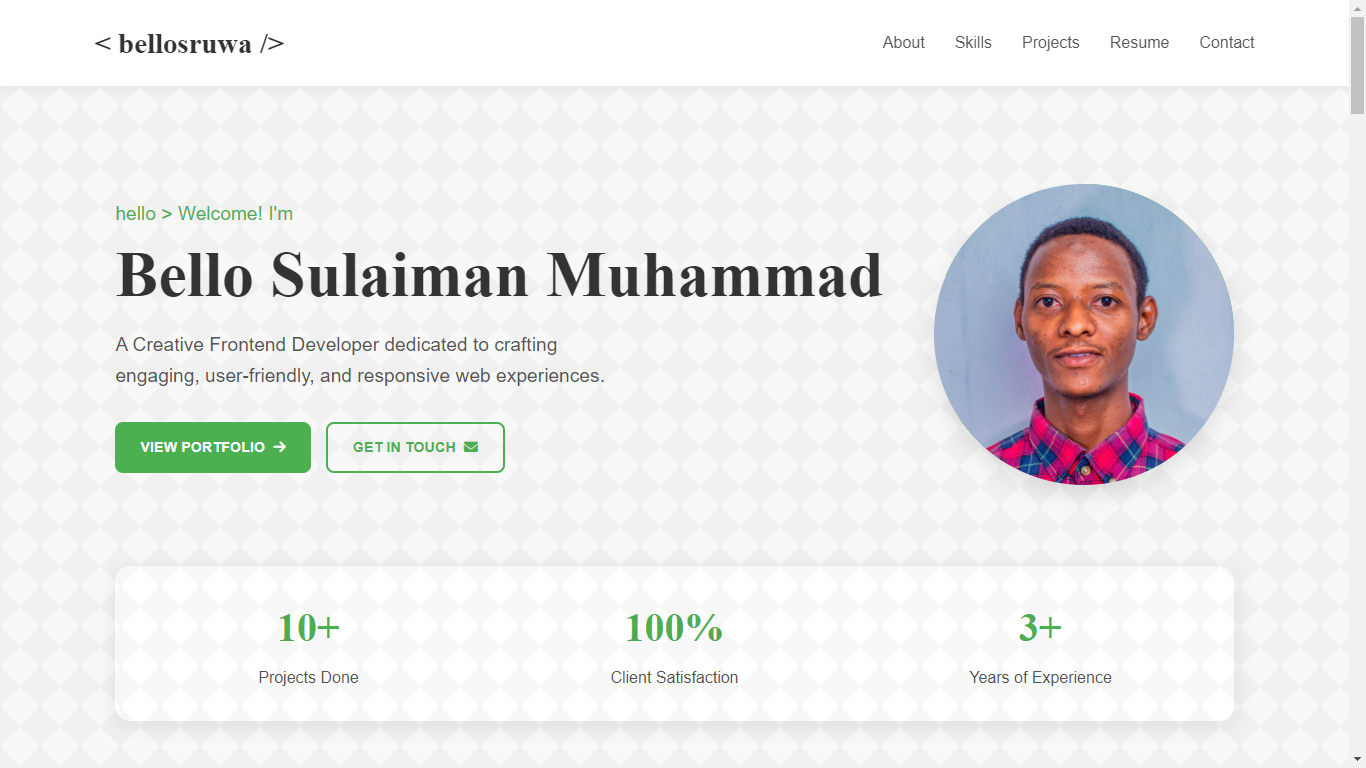 < bellosruwa />
About Skills Projects Resume Contact
hello > Welcome! I'm
Bello Sulaiman Muhammad
A Creative Frontend Developer dedicated to crafting
engaging, user-friendly, and responsive web experiences.
VIEW PORTFOLIO
GET IN TOUCH
10+
Projects Done
100%
Client Satisfaction
3+
Years of Experience